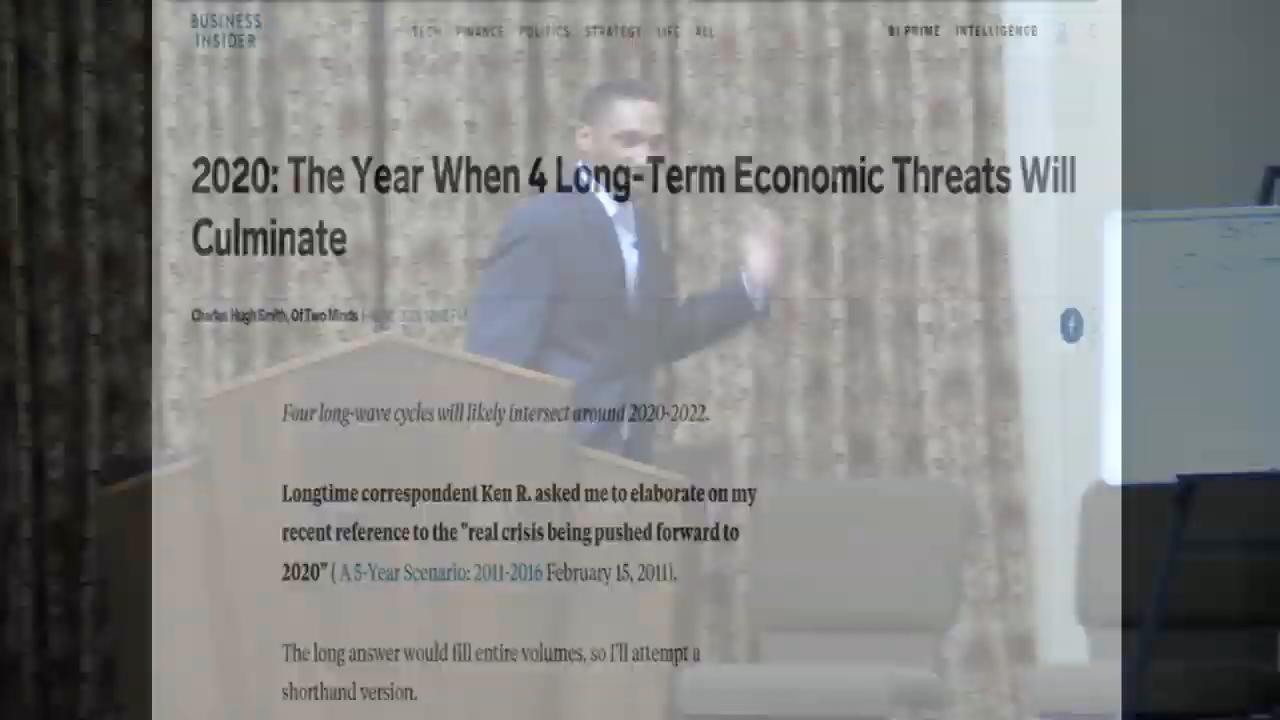 BUSINESS
INSIDER
TECH FINANCE POLITICS STRATEGY LIFE ALL
BI PRIME INTELLIGENCE
2020: The Year When 4 Long-Term Economic Threats Will
Culminate
Charles Hugh Smith, Of Two Minds
Four long-wave cycles will likely intersect around 2020-2022.
Longtime correspondent Ken R. asked me to elaborate on my
recent reference to the "real crisis being pushed forward to
2020" ( A 5-Year Scenario: 2011-2016 February 15, 2011).
The long answer would fill entire volumes, so I'll attempt a
shorthand version.